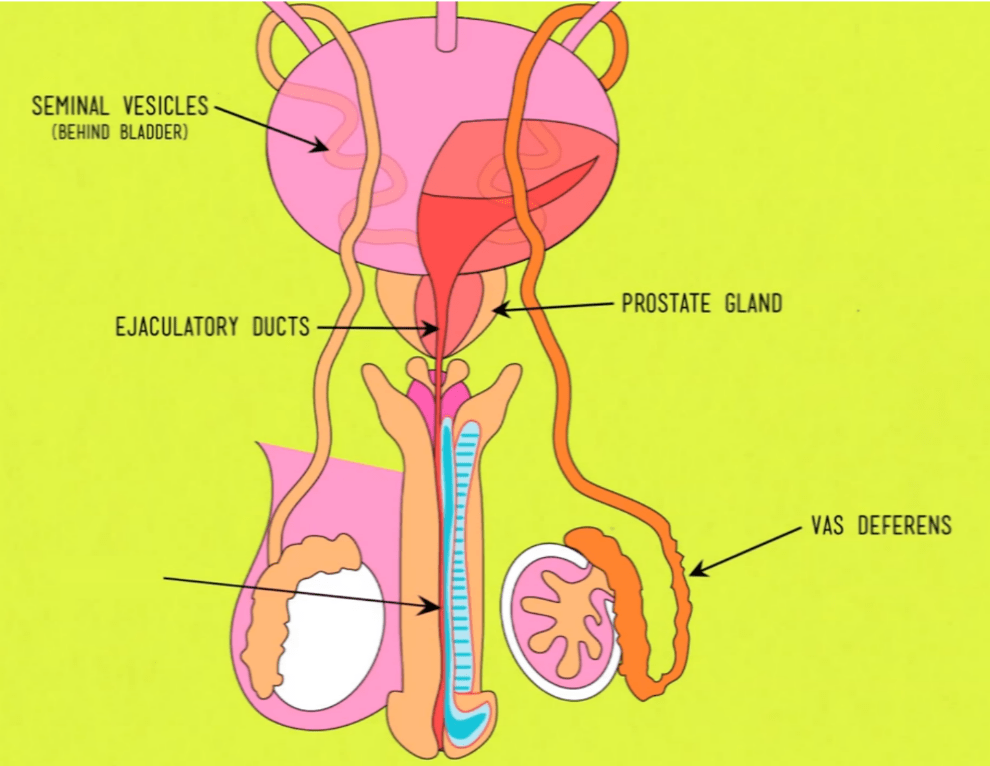 SEMINAL VESICLES
(BEHIND BLADDER)
PROSTATE GLAND
EJACULATORY DUCTS
VAS DEFERENS